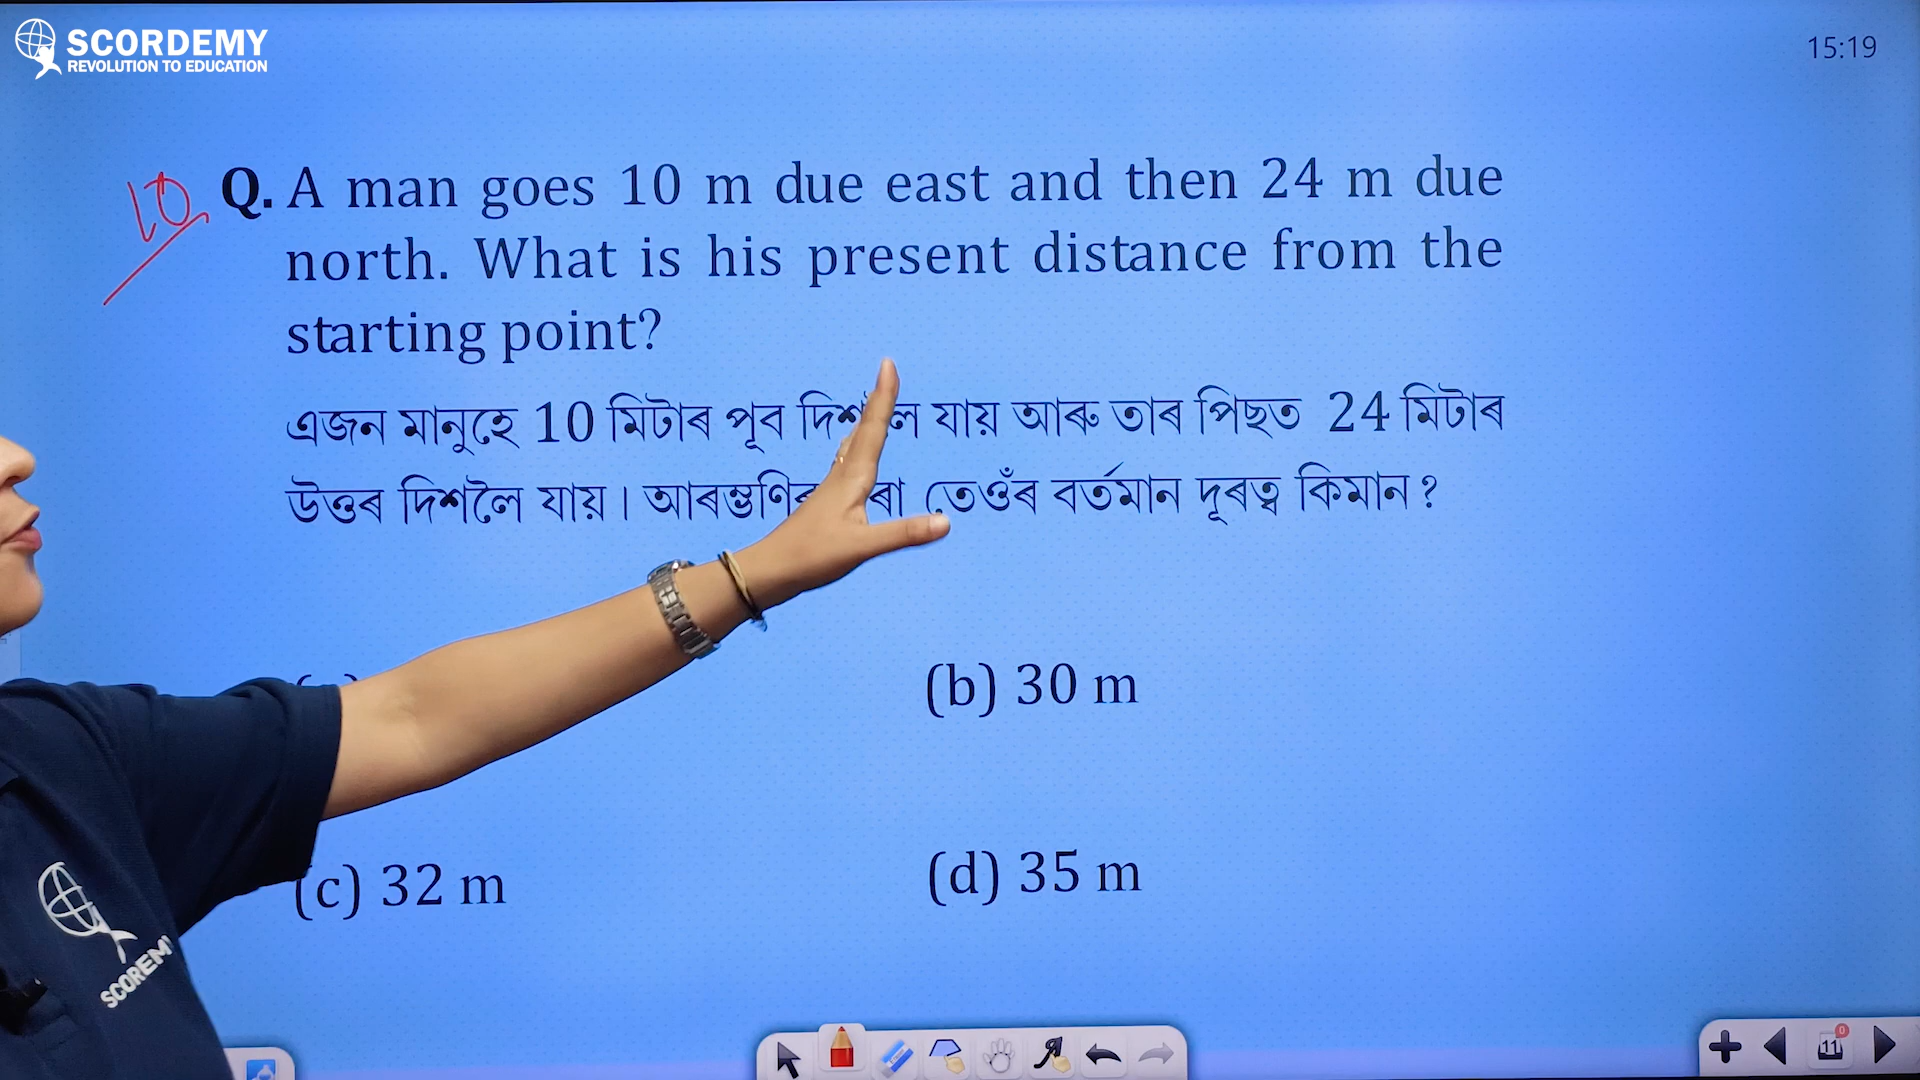 SCORDEMY
REVOLUTION TO EDUCATION
15:19
10
Q. A man goes 10 m due east and then 24 m due
north. What is his present distance from the
starting point?
এজন মানুহে 10 মিটাৰ পূব যায় আৰু তাৰ পিছত 24 মিটাৰ
উত্তৰ দিশলৈ যায়। তেওঁৰ বৰ্তমান দূৰত্ব কিমান?
(b) 30 m
(c) 32 m
(d) 35 m
SCOREM
0
11